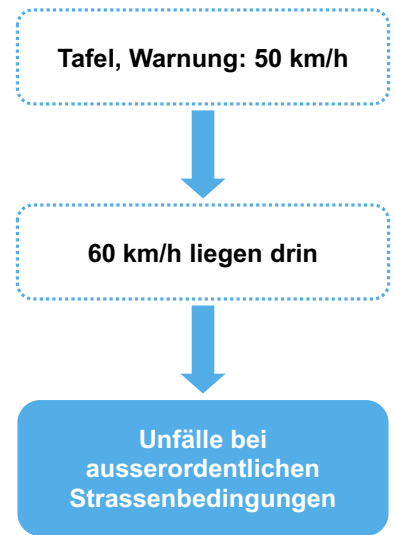 Tafel, Warnung: 50 km/h
60 km/h liegen drin
Unfälle bei
ausserordentlichen
Strassenbedingungen